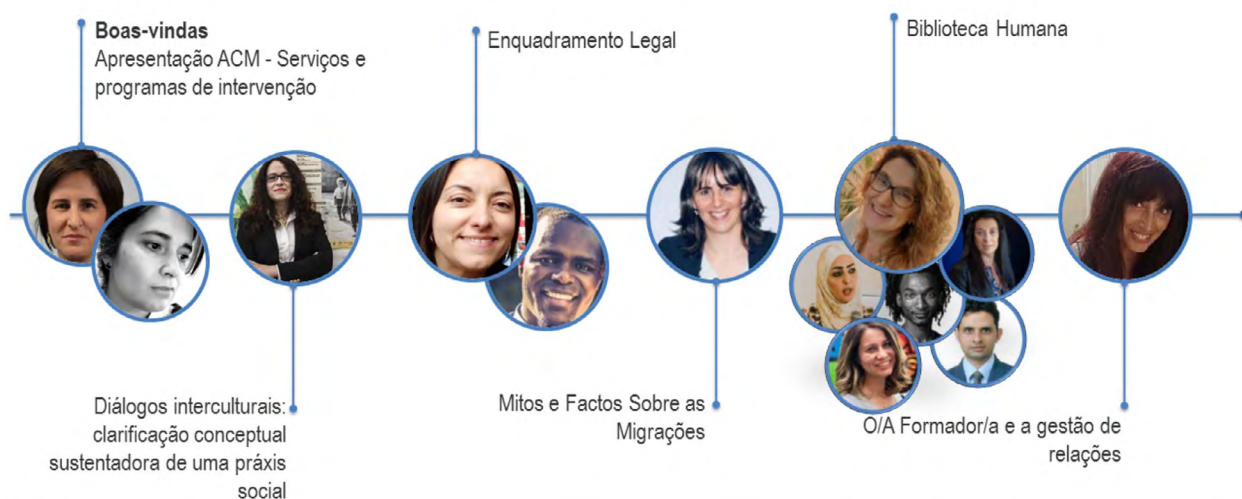 Boas-vindas
Apresentação ACM - Serviços e
programas de intervenção
Enquadramento Legal
Biblioteca Humana
Diálogos interculturais:
clarificação conceptual
sustentadora de uma práxis
social
Mitos e Factos Sobre as
Migrações
O/A Formador/a e a gestão de
relações